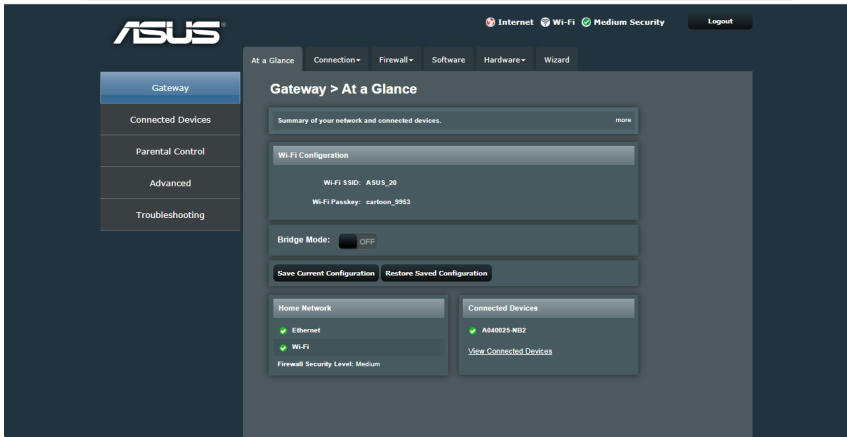 ASUS
Internet Wi-Fi Medium Security Logout
At a Glance Connection Firewall Software Hardware Wizard
Gateway
Connected Devices
Parental Control
Advanced
Troubleshooting
Gateway > At a Glance
Summary of your network and connected devices. more
Wi-Fi Configuration
Wi-Fi SSID: ASUS_20
Wi-Fi Passkey: cartoon_9953
Bridge Mode: OFF
Save Current Configuration Restore Saved Configuration
Home Network
Ethernet
Wi-Fi
Firewall Security Level: Medium
Connected Devices
A040025-NB2
View Connected Devices